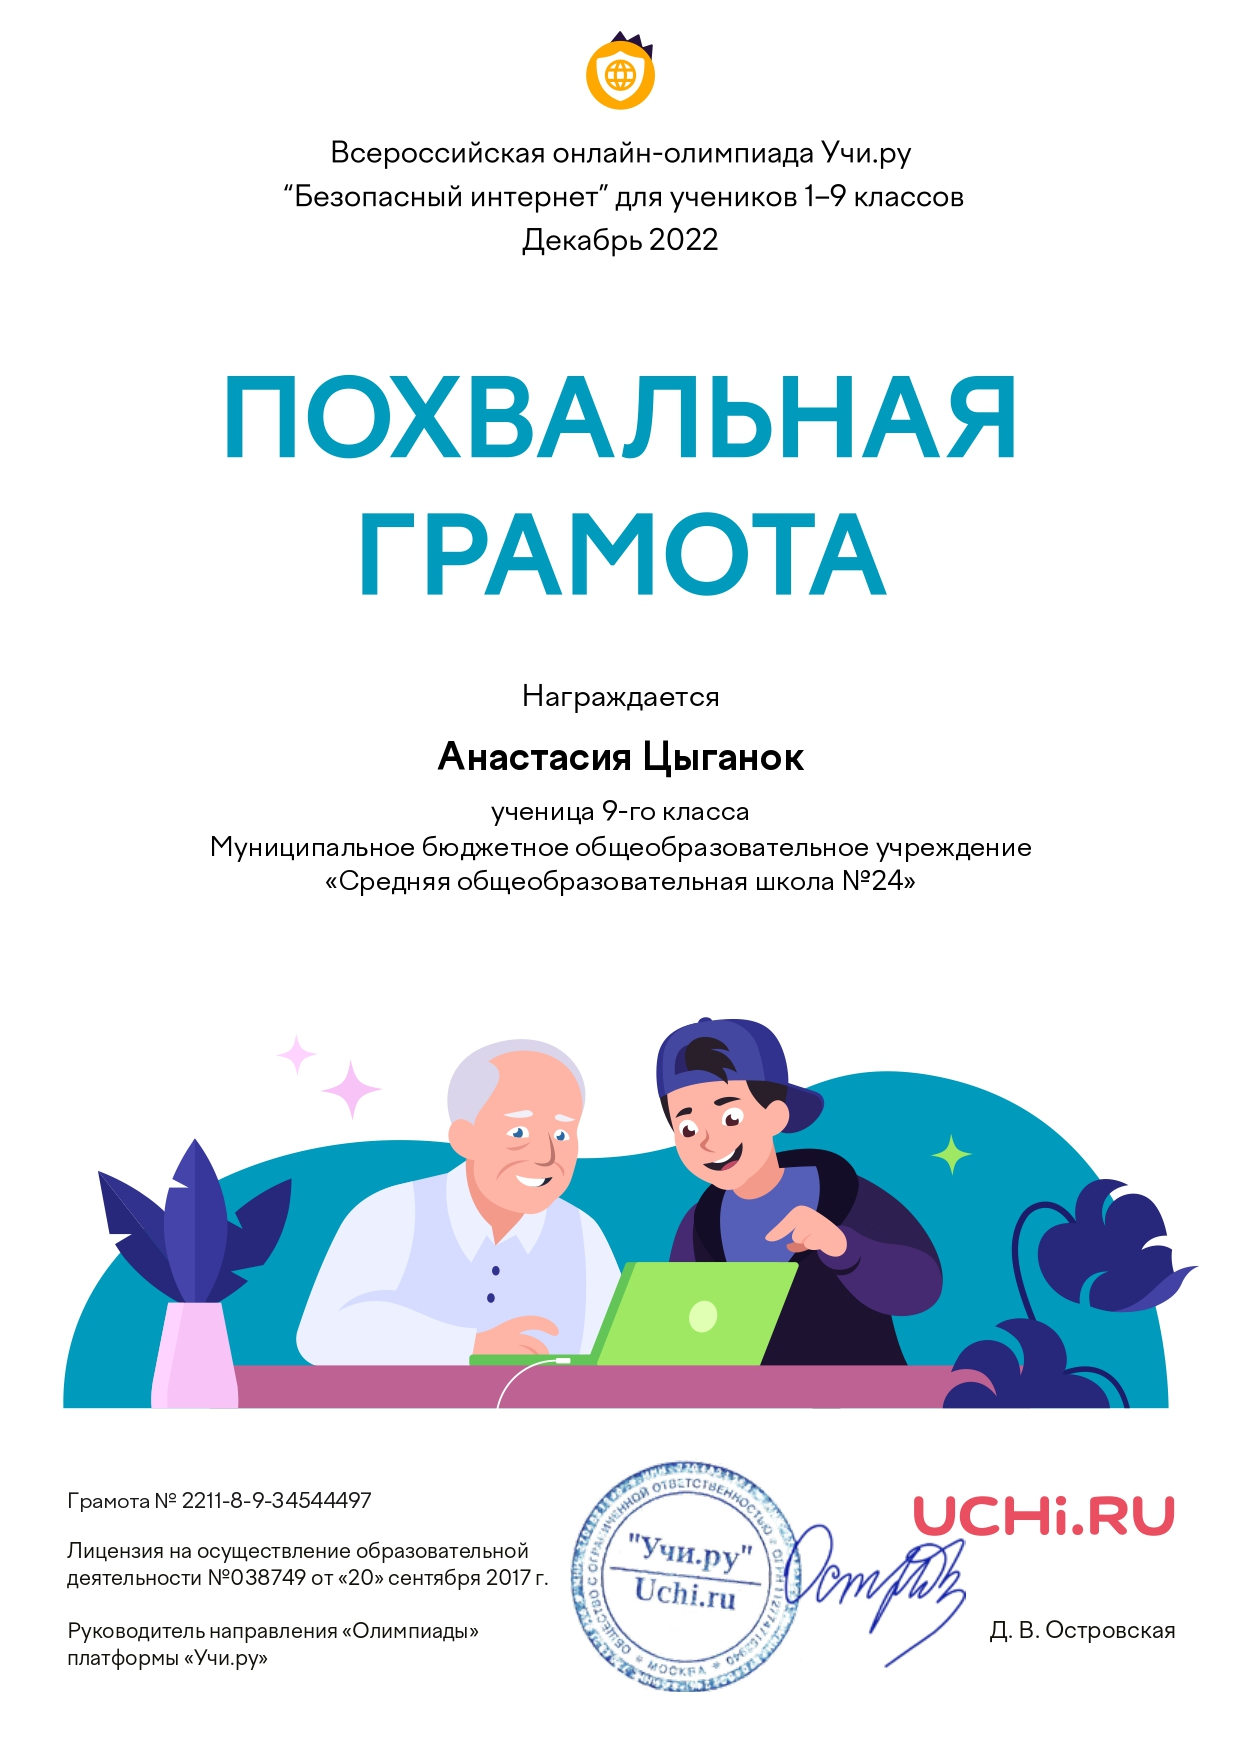 Всероссийская онлайн-олимпиада Учи.ру
“Безопасный интернет” для учеников 1–9 классов
Декабрь 2022
ПОХВАЛЬНАЯ
ГРАМОТА
Награждается
Анастасия Цыганок
ученица 9-го класса
Муниципальное бюджетное общеобразовательное учреждение
«Средняя общеобразовательная школа №24»
Грамота № 2211-8-9-34544497
Лицензия на осуществление образовательной
деятельности №038749 от «20» сентября 2017 г.
Руководитель направления «Олимпиады»
платформы «Учи.ру»
ОБЩЕСТВО С ОГРАНИЧЕННОЙ ОТВЕТСТВЕННОСТЬЮ
МОСКВА
"Учи.ру"
Uchi.ru
UCHi.RU
Д. В. Островская